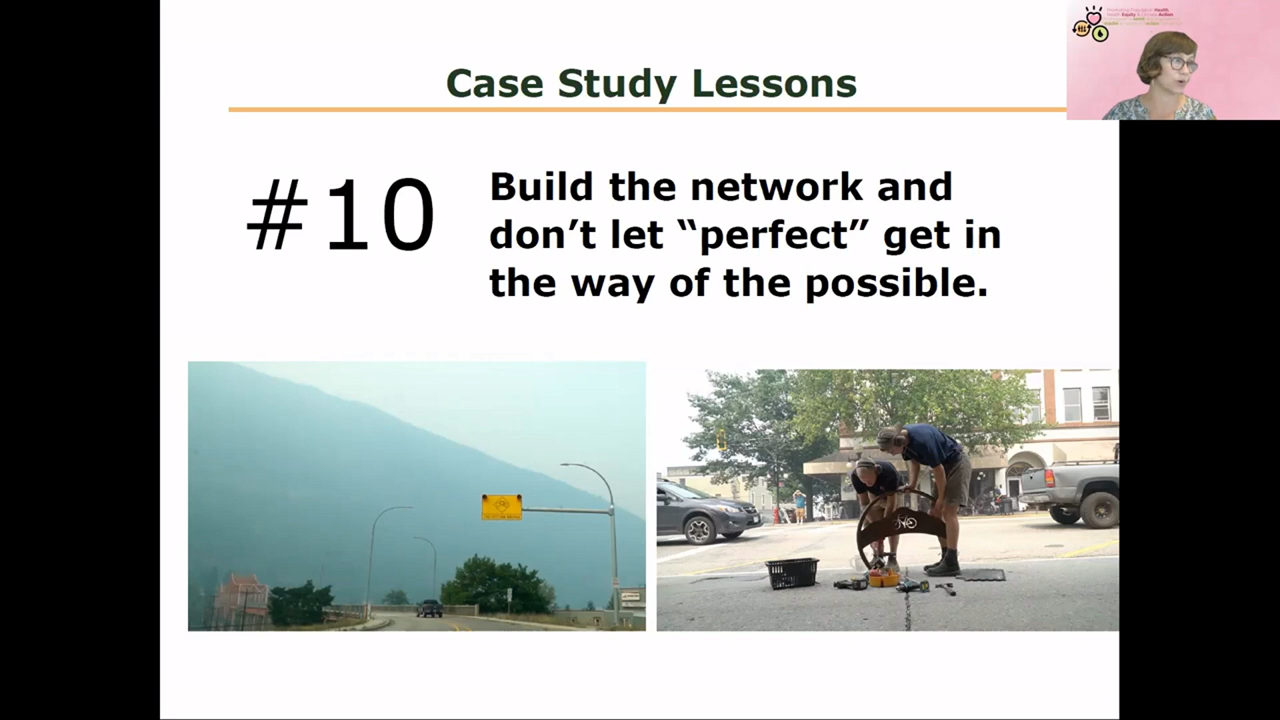 Case Study Lessons
#10
Build the network and
don’t let “perfect” get in
the way of the possible.